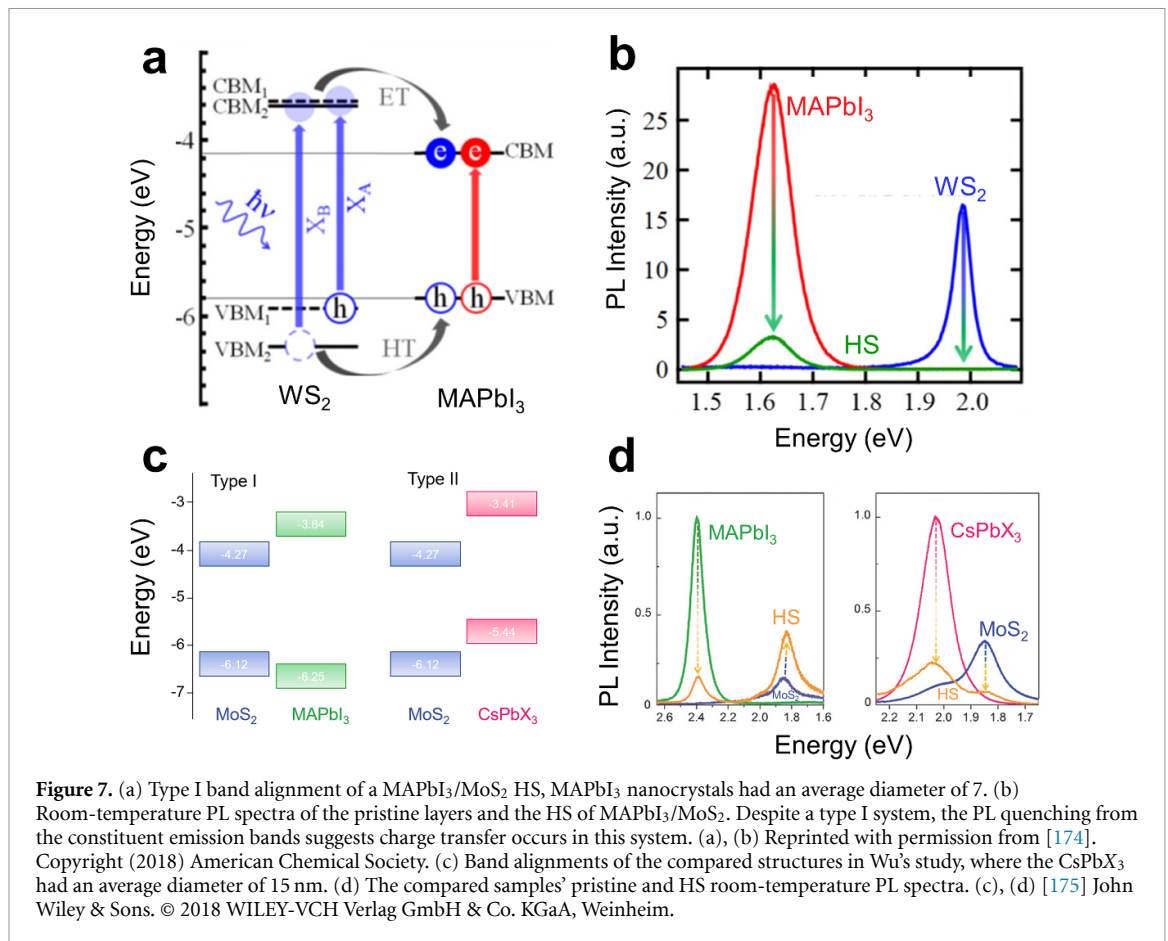 a
CBM₁
CBM₂
ET
-4
e
e
CBM
Energy (eV)
hν
X_B
X_A
-5
VBM₁
h
h
h
VBM
-6
VBM₂
HT
-7
WS₂
MAPbI₃
b
PL Intensity (a.u.)
25
20
15
10
5
0
MAPbI₃
WS₂
HS
1.5 1.6 1.7 1.8 1.9 2.0
Energy (eV)
c
Type I
Type II
Energy (eV)
-3
-4
-5
-6
-7
-4.27
-3.84
-4.27
-3.41
-6.12
-6.25
-6.12
-5.44
MoS₂
MAPbI₃
MoS₂
CsPbX₃
d
PL Intensity (a.u.)
1.0
0.5
0
MAPbI₃
HS
MoS₂
2.6 2.4 2.2 2.0 1.8 1.6
1.0
0.5
0
CsPbX₃
MoS₂
HS
2.2 2.1 2.0 1.9 1.8 1.7
Energy (eV)
Figure 7. (a) Type I band alignment of a MAPbI₃/MoS₂ HS, MAPbI₃ nanocrystals had an average diameter of 7. (b)
Room-temperature PL spectra of the pristine layers and the HS of MAPbI₃/MoS₂. Despite a type I system, the PL quenching from
the constituent emission bands suggests charge transfer occurs in this system. (a), (b) Reprinted with permission from [174].
Copyright (2018) American Chemical Society. (c) Band alignments of the compared structures in Wu's study, where the CsPbX₃
had an average diameter of 15 nm. (d) The compared samples' pristine and HS room-temperature PL spectra. (c), (d) [175] John
Wiley & Sons. © 2018 WILEY-VCH Verlag GmbH & Co. KGaA, Weinheim.